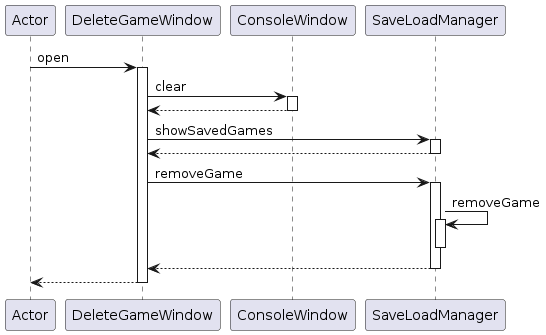 Actor DeleteGameWindow ConsoleWindow SaveLoadManager
open
clear
showSavedGames
removeGame
removeGame
Actor DeleteGameWindow ConsoleWindow SaveLoadManager